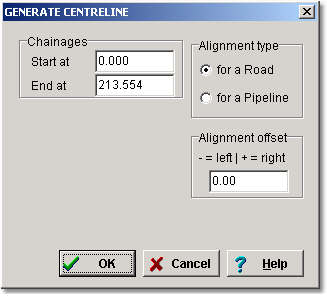 GENERATE CENTRELINE
Chainages
Start at 0.000
End at 213.554
Alignment type
for a Road
for a Pipeline
Alignment offset
- = left | + = right
0.00
OK
Cancel
? Help